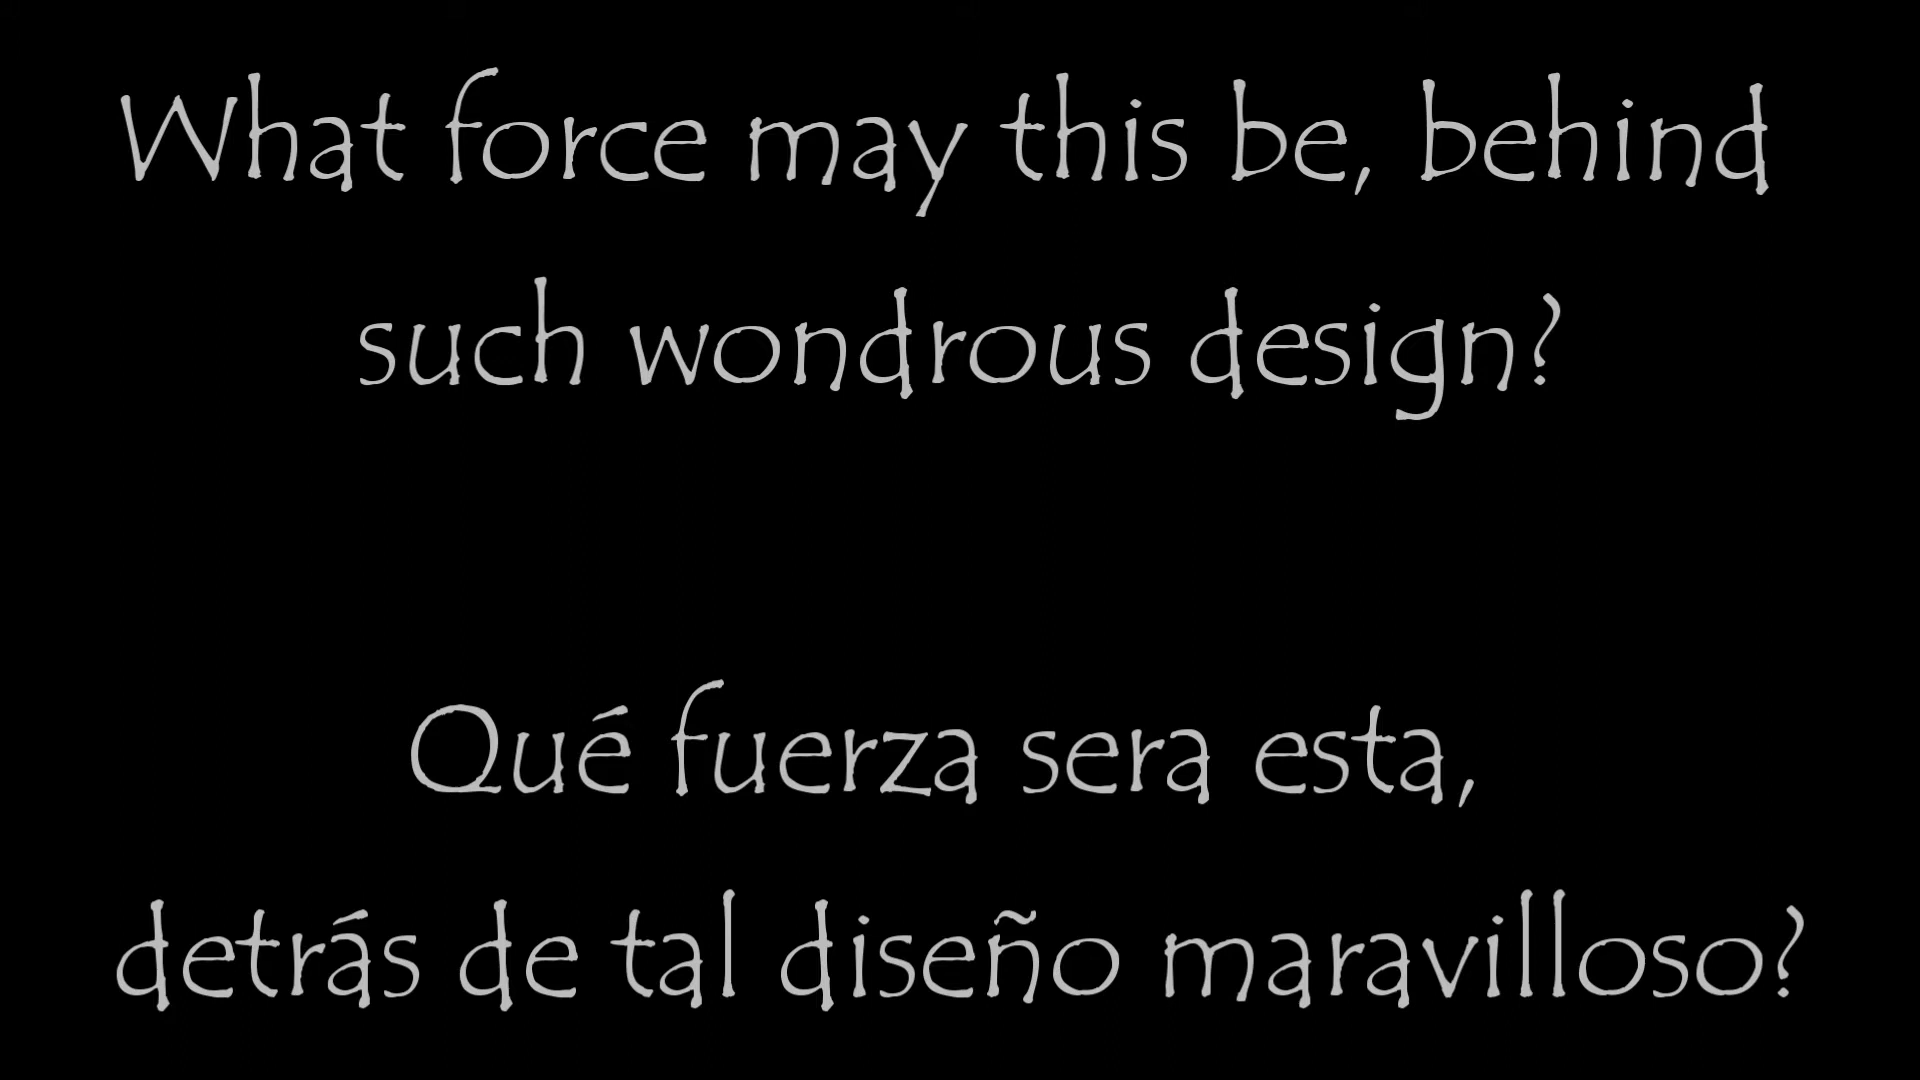 What force may this be, behind
such wondrous design?
Qué fuerza sera esta,
detrás de tal diseño maravilloso?